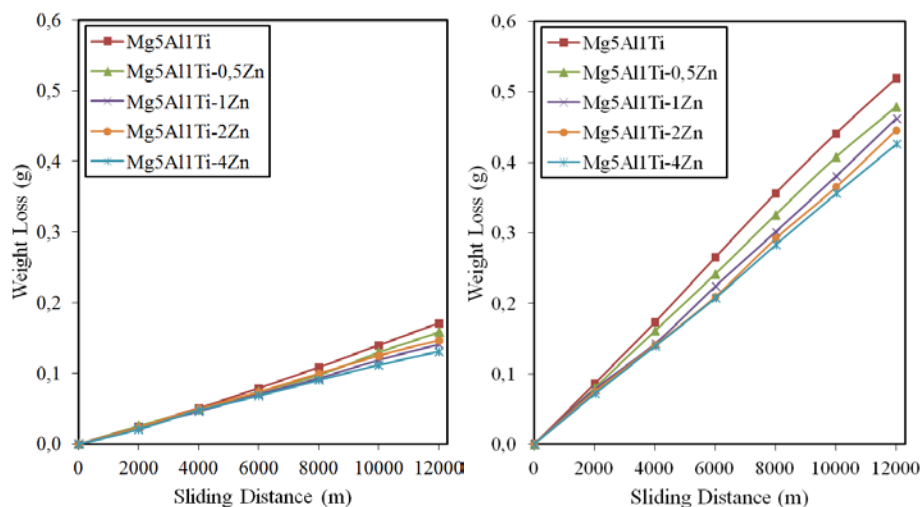 0,6
0,5
0,4
0,3
0,2
0,1
0,0
Weight Loss (g)
Mg5Al1Ti
Mg5Al1Ti-0,5Zn
Mg5Al1Ti-1Zn
Mg5Al1Ti-2Zn
Mg5Al1Ti-4Zn
0 2000 4000 6000 8000 10000 12000
Sliding Distance (m)
0,6
0,5
0,4
0,3
0,2
0,1
0,0
Weight Loss (g)
Mg5Al1Ti
Mg5Al1Ti-0,5Zn
Mg5Al1Ti-1Zn
Mg5Al1Ti-2Zn
Mg5Al1Ti-4Zn
0 2000 4000 6000 8000 10000 12000
Sliding Distance (m)